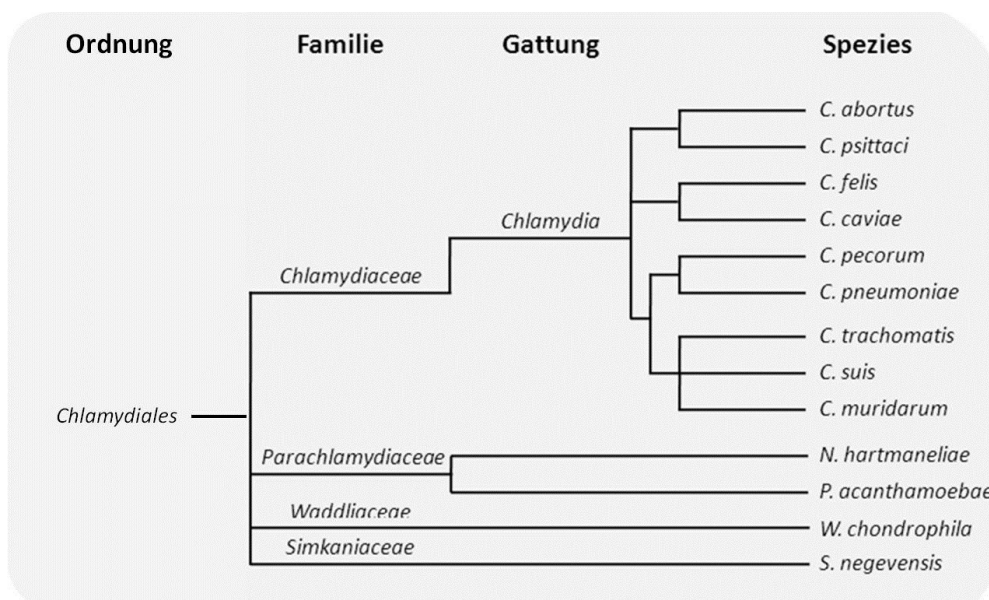 Ordnung Familie Gattung Spezies
C. abortus
C. psittaci
C. felis
C. caviae
Chlamydia
C. pecorum
Chlamydiaceae
C. pneumoniae
C. trachomatis
C. suis
C. muridarum
Chlamydiales
Parachlamydiaceae
N. hartmaneliae
P. acanthamoebae
Waddliaceae
W. chondrophila
Simkaniaceae
S. negevensis